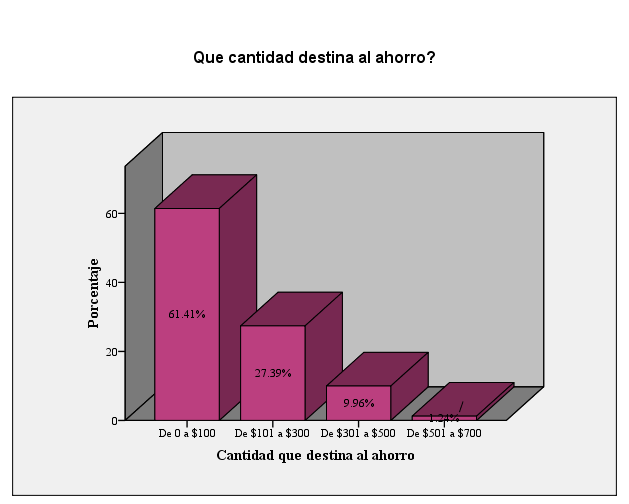 Que cantidad destina al ahorro?
Porcentaje
60
40
20
0
61.41%
27.39%
9.96%
1.24%
De 0 a $100
De $101 a $300
De $301 a $500
De $501 a $700
Cantidad que destina al ahorro